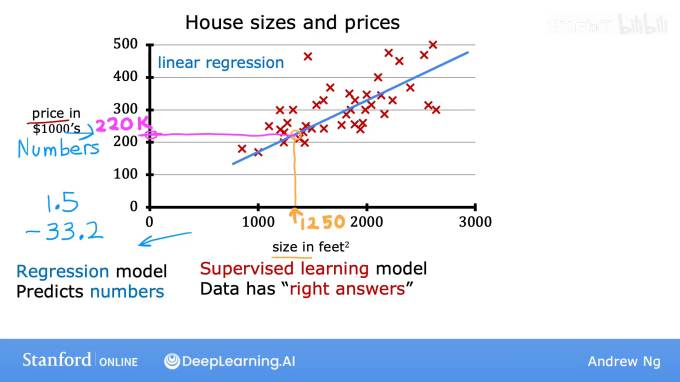 House sizes and prices
bilibili
500
linear regression
400
price in
300
$1000's
220K
200
Numbers
100
1.5
0
0
1000
1250
2000
3000
-33.2
size in feet²
Regression model
Predicts numbers
Supervised learning model
Data has "right answers"
Stanford ONLINE
DeepLearning.AI
Andrew Ng